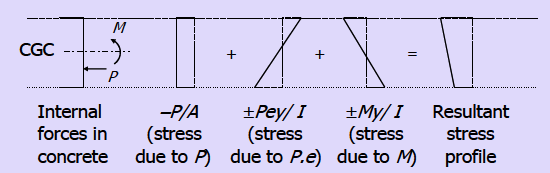 M
CGC
+
+
=
P
Internal
forces in
concrete
–P/A
(stress
due to P)
±Pey/ I
(stress
due to P.e)
±My/ I
(stress
due to M)
Resultant
stress
profile